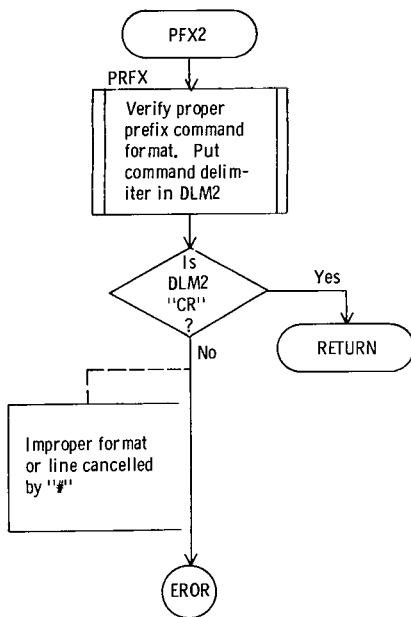 PFX2
PRFX
Verify proper
prefix command
format. Put
command delim-
iter in DLM2
Is
DLM2
"CR"
?
Yes
RETURN
No
Improper format
or line cancelled
by "#"
EROR